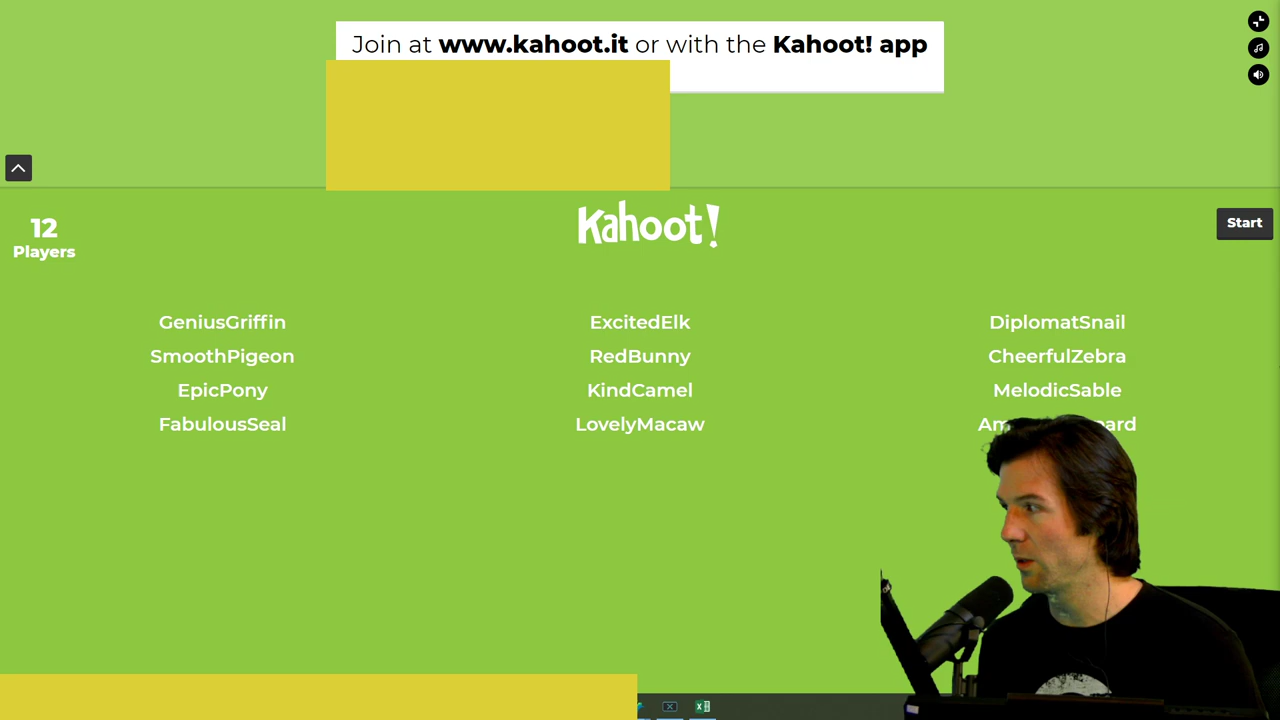 Join at www.kahoot.it or with the Kahoot! app
12
Players
Kahoot!
Start
GeniusGriffin ExcitedElk DiplomatSnail
SmoothPigeon RedBunny CheerfulZebra
EpicPony KindCamel MelodicSable
FabulousSeal LovelyMacaw